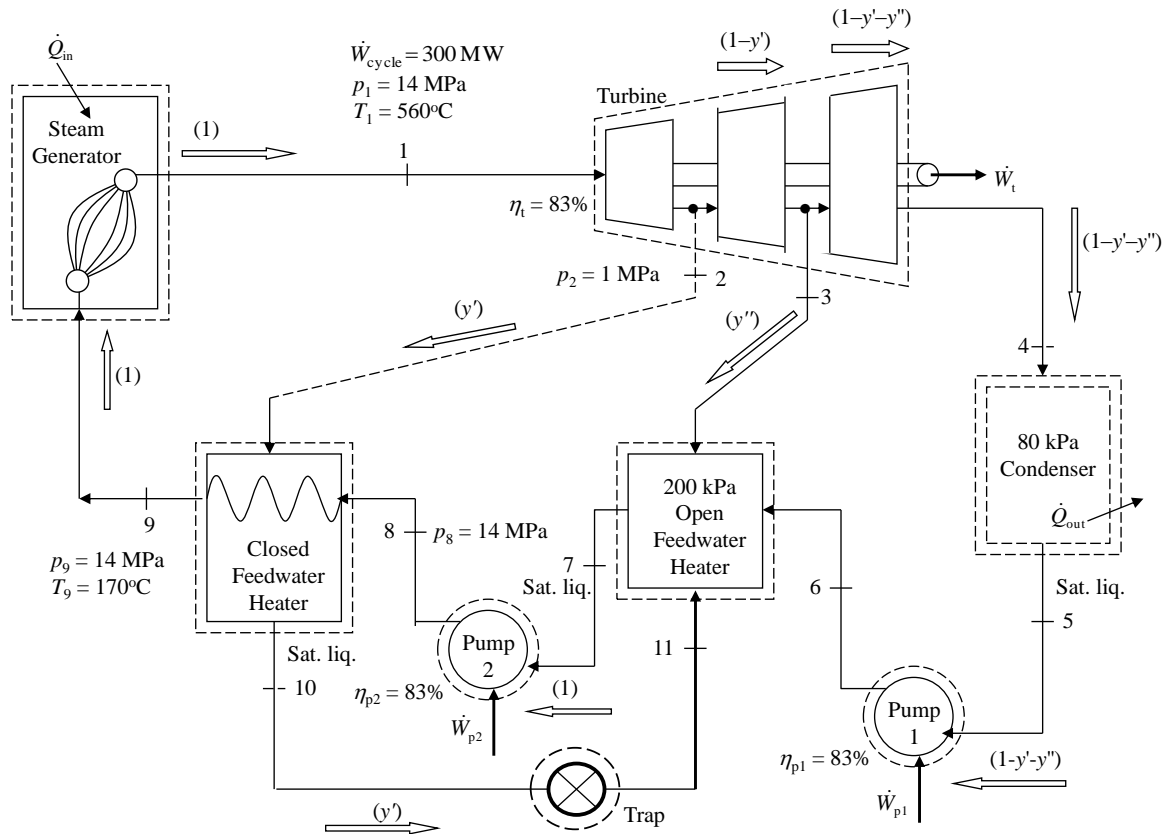 (1–y'–y'')
(1–y')
Q̇in
Ẇcycle = 300 MW
p1 = 14 MPa
T1 = 560oC
Turbine
Steam
Generator
(1)
1
ηt = 83%
Ẇt
(1–y'–y'')
p2 = 1 MPa
2
3
(y')
(y'')
4
(1)
80 kPa
Condenser
Q̇out
200 kPa
Open
Feedwater
Heater
9
8
p8 = 14 MPa
p9 = 14 MPa
T9 = 170oC
Closed
Feedwater
Heater
7
Sat. liq.
6
Sat. liq.
5
Sat. liq.
10
Pump
2
11
ηp2 = 83%
(1)
Ẇp2
Pump
1
ηp1 = 83%
(1-y'-y'')
Ẇp1
Trap
(y')